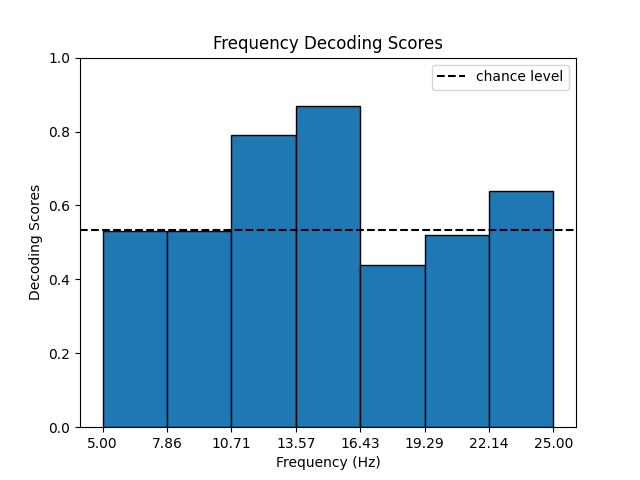 Frequency Decoding Scores
chance level
Decoding Scores
1.0
0.8
0.6
0.4
0.2
0.0
5.00 7.86 10.71 13.57 16.43 19.29 22.14 25.00
Frequency (Hz)